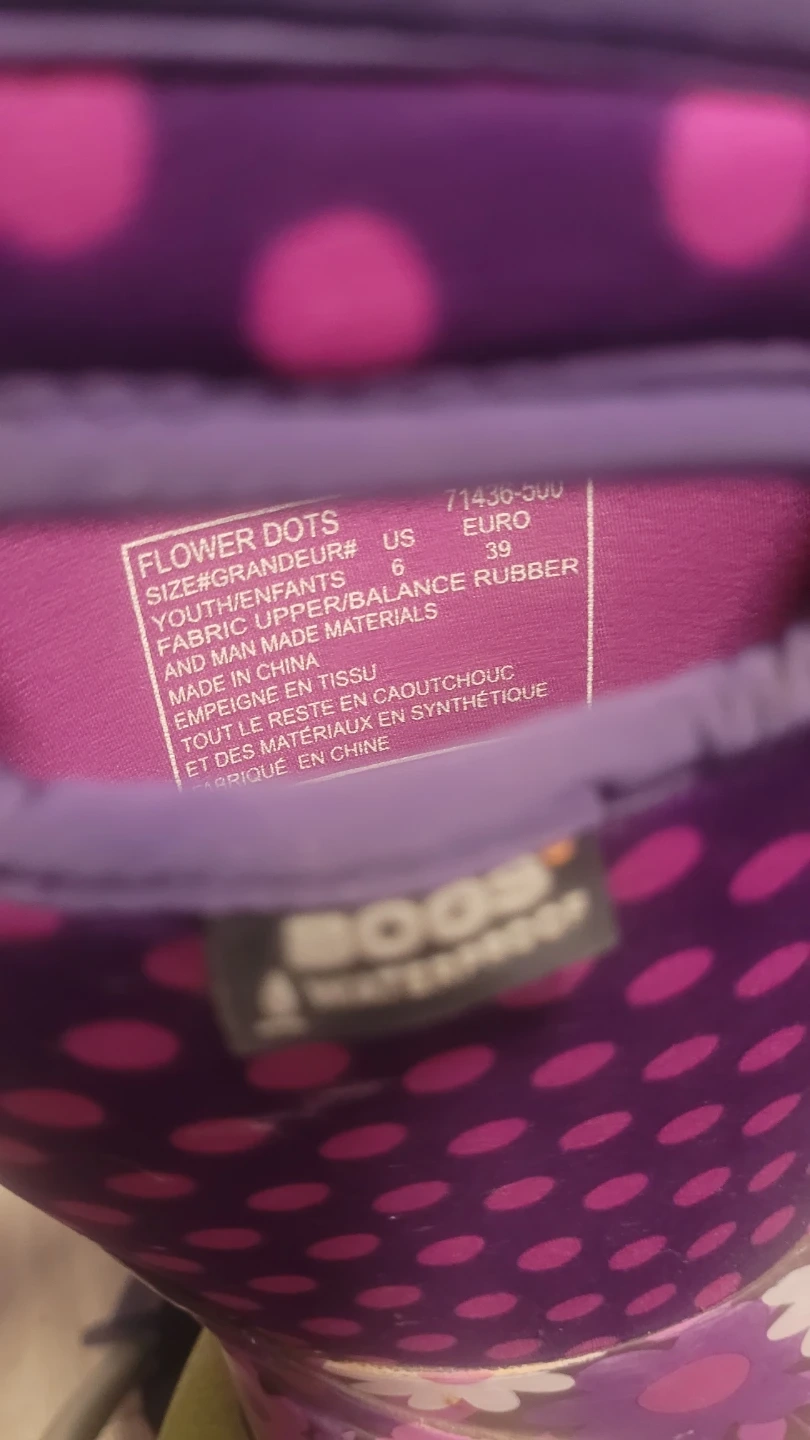 71436-500
FLOWER DOTS
SIZE#GRANDEUR# US EURO
YOUTH/ENFANTS 6 39
FABRIC UPPER/BALANCE RUBBER
AND MAN MADE MATERIALS
MADE IN CHINA
EMPEIGNE EN TISSU
TOUT LE RESTE EN CAOUTCHOUC
ET DES MATÉRIAUX EN SYNTHÉTIQUE
FABRIQUÉ EN CHINE
BOGS
WATERPROOF